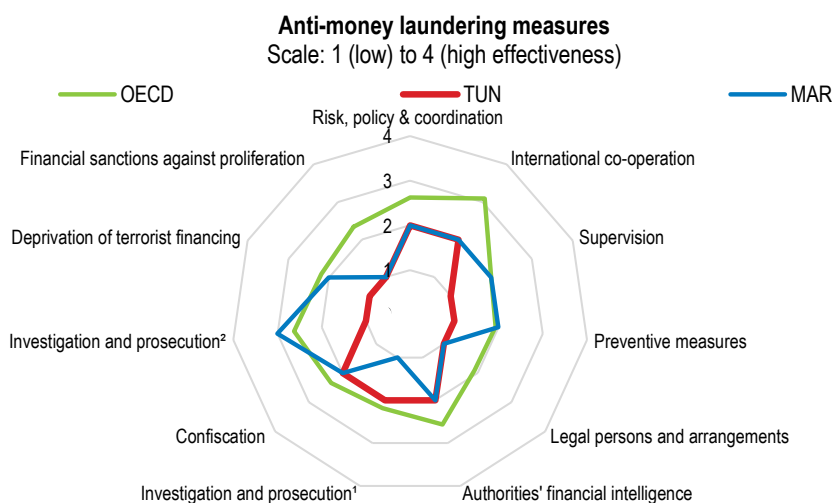 Anti-money laundering measures
Scale: 1 (low) to 4 (high effectiveness)
OECD
TUN
MAR
Risk, policy & coordination
4
Financial sanctions against proliferation
International co-operation
3
Deprivation of terrorist financing
2
Supervision
1
Investigation and prosecution²
Preventive measures
Confiscation
Legal persons and arrangements
Investigation and prosecution¹
Authorities' financial intelligence